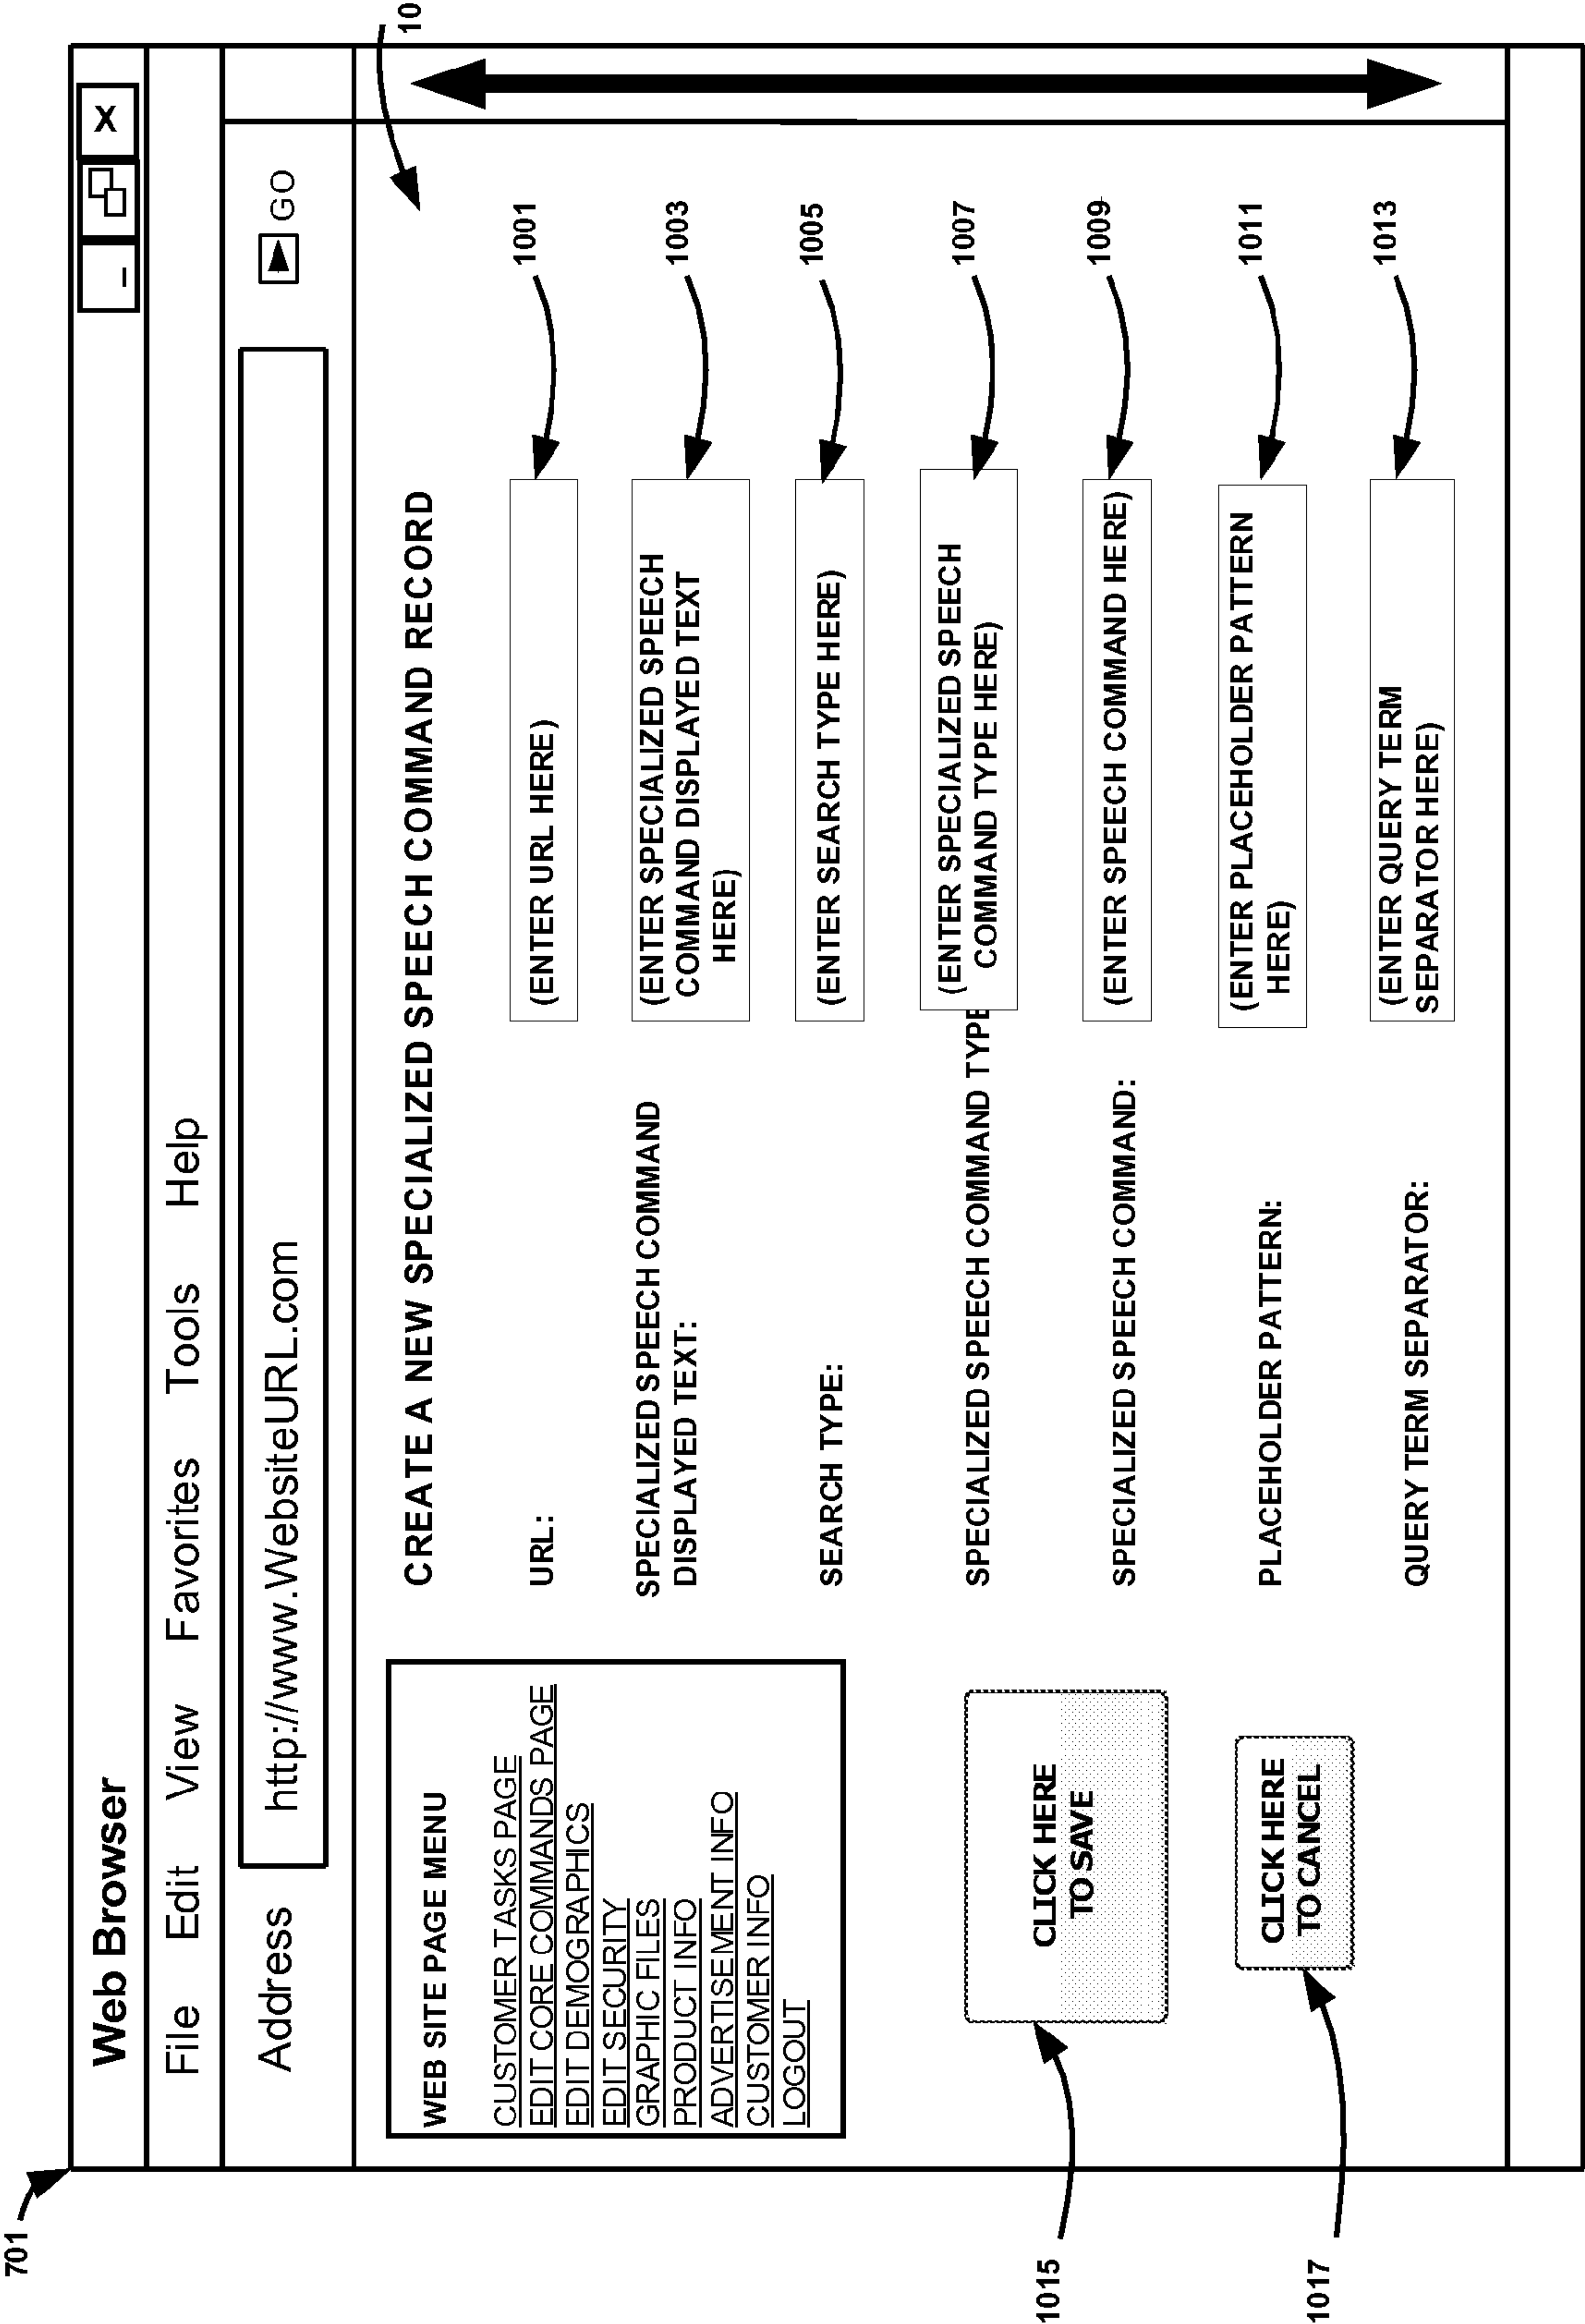 701
Web Browser
_ X
File Edit View Favorites Tools Help
Address http://www.WebsiteURL.com GO
10
WEB SITE PAGE MENU
CUSTOMER TASKS PAGE
EDIT CORE COMMANDS PAGE
EDIT DEMOGRAPHICS
EDIT SECURITY
GRAPHIC FILES
PRODUCT INFO
ADVERTISEMENT INFO
CUSTOMER INFO
LOGOUT
CREATE A NEW SPECIALIZED SPEECH COMMAND RECORD
URL:
(ENTER URL HERE)
1001
SPECIALIZED SPEECH COMMAND
DISPLAYED TEXT:
(ENTER SPECIALIZED SPEECH
COMMAND DISPLAYED TEXT
HERE)
1003
SEARCH TYPE:
(ENTER SEARCH TYPE HERE)
1005
SPECIALIZED SPEECH COMMAND TYPE
(ENTER SPECIALIZED SPEECH
COMMAND TYPE HERE)
1007
SPECIALIZED SPEECH COMMAND:
(ENTER SPEECH COMMAND HERE)
1009
PLACEHOLDER PATTERN:
(ENTER PLACEHOLDER PATTERN
HERE)
1011
QUERY TERM SEPARATOR:
(ENTER QUERY TERM
SEPARATOR HERE)
1013
CLICK HERE
TO SAVE
1015
CLICK HERE
TO CANCEL
1017